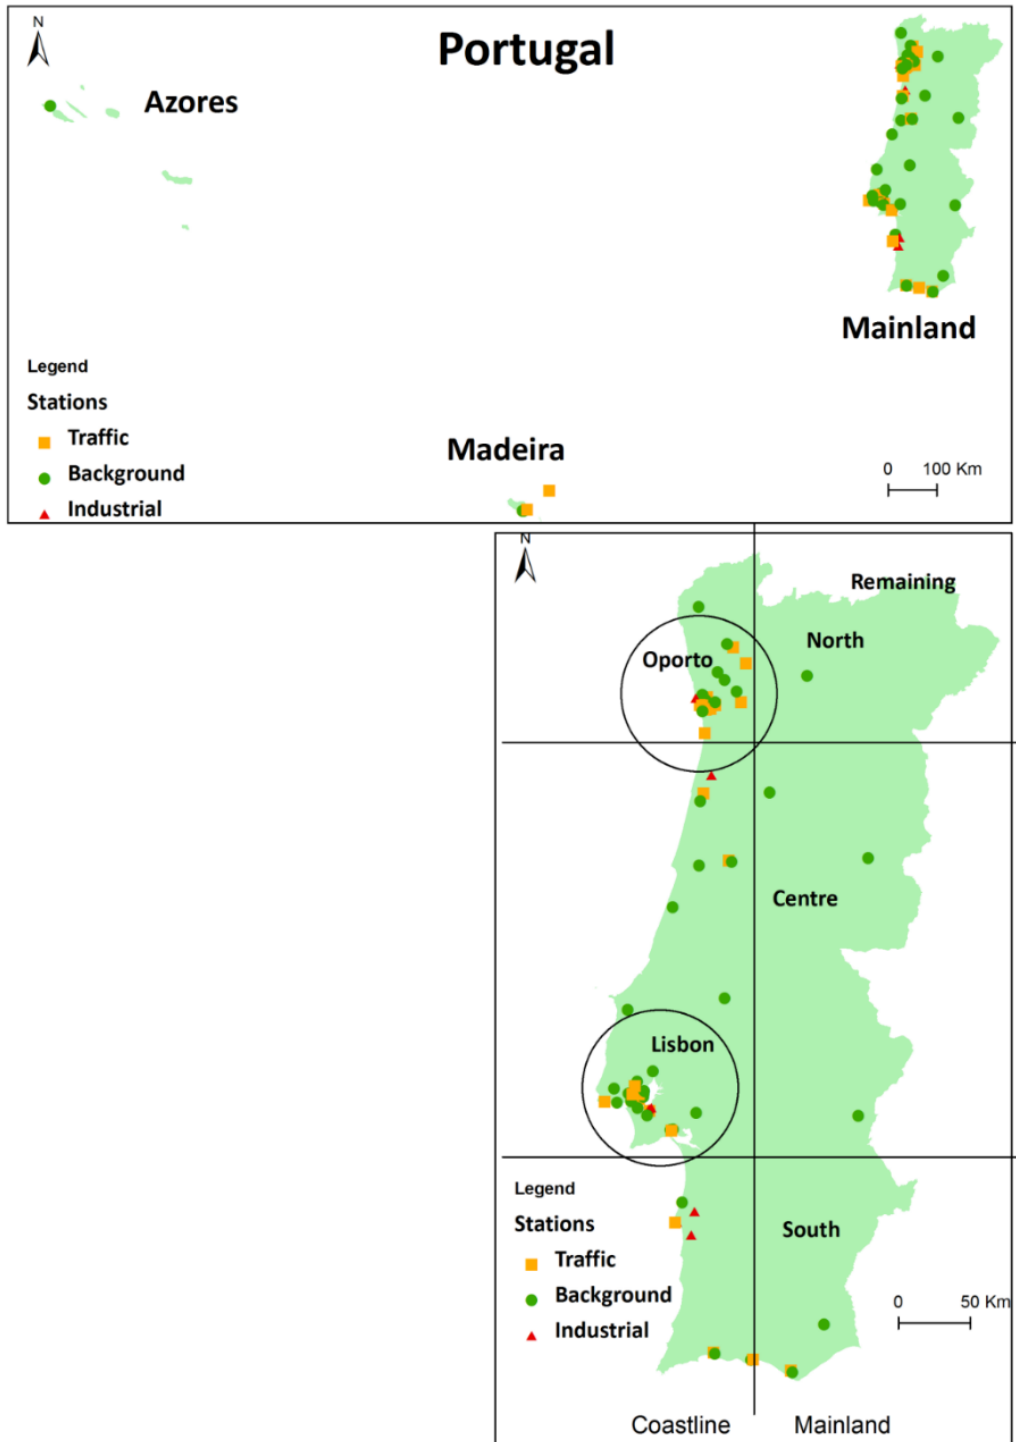 N
Portugal
Azores
Mainland
Legend
Stations
Traffic
Background
Industrial
Madeira
0 100 Km
N
Remaining
North
Oporto
Centre
Lisbon
Legend
Stations
Traffic
Background
Industrial
South
0 50 Km
Coastline Mainland